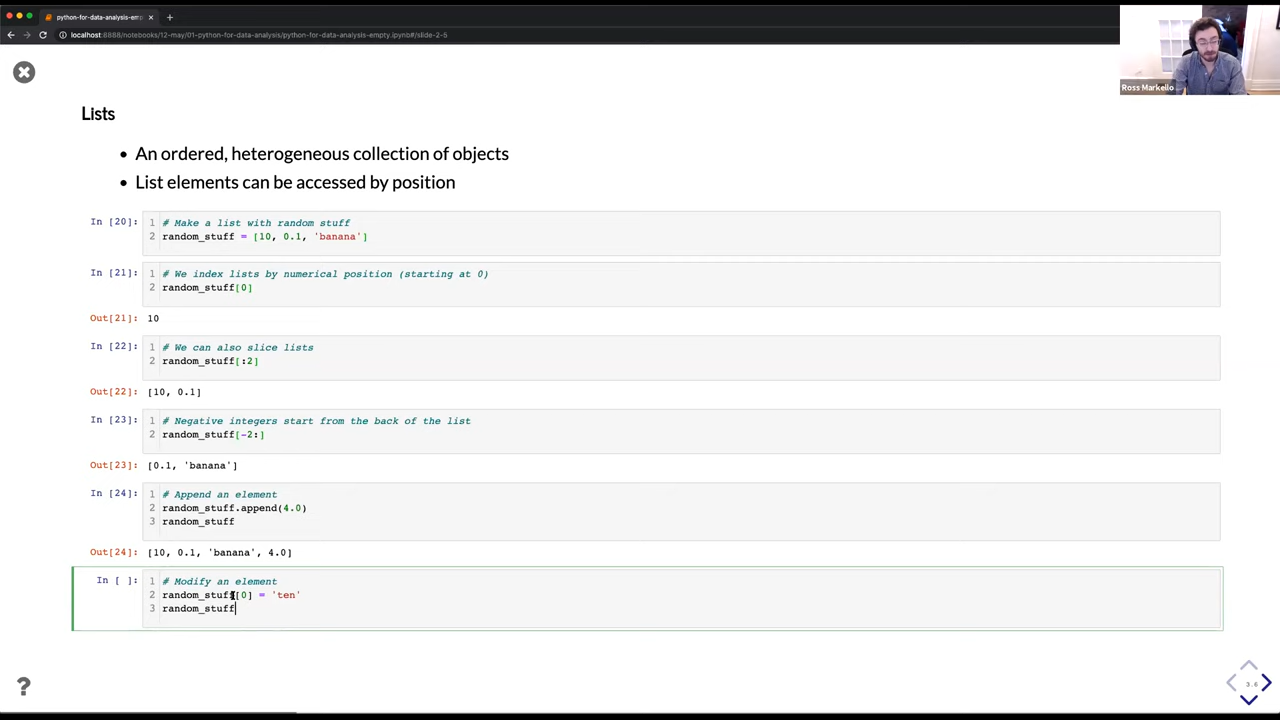 python-for-data-analysis-emp
localhost:8888/notebooks/12-may/01-python-for-data-analysis/python-for-data-analysis-empty.ipynb#/slide-2-5
Ross Markello
Lists
• An ordered, heterogeneous collection of objects
• List elements can be accessed by position
In [20]:
1 # Make a list with random stuff
2 random_stuff = [10, 0.1, 'banana']
In [21]:
1 # We index lists by numerical position (starting at 0)
2 random_stuff[0]
Out[21]: 10
In [22]:
1 # We can also slice lists
2 random_stuff[:2]
Out[22]: [10, 0.1]
In [23]:
1 # Negative integers start from the back of the list
2 random_stuff[-2:]
Out[23]: [0.1, 'banana']
In [24]:
1 # Append an element
2 random_stuff.append(4.0)
3 random_stuff
Out[24]: [10, 0.1, 'banana', 4.0]
In [ ]:
1 # Modify an element
2 random_stuff[0] = 'ten'
3 random_stuff
?
3.6